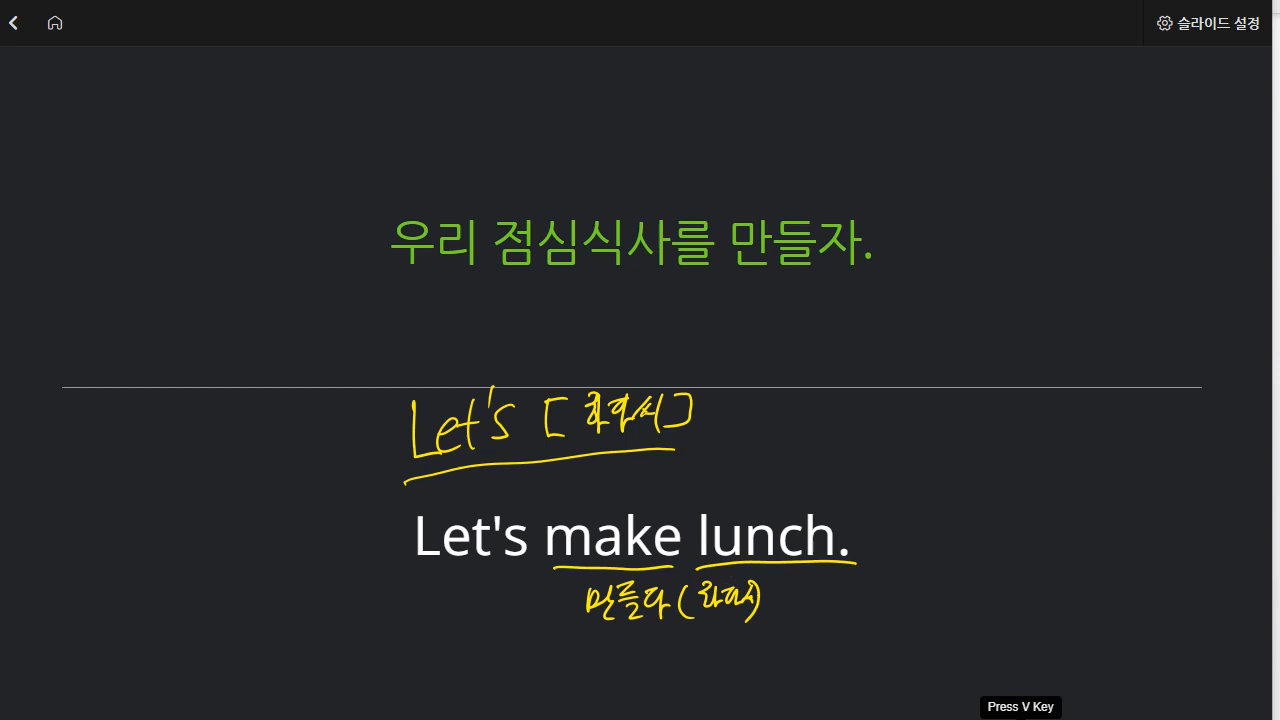 슬라이드 설정
우리 점심식사를 만들자.
Let's [
Let's make lunch.
만들다 (
Press V Key